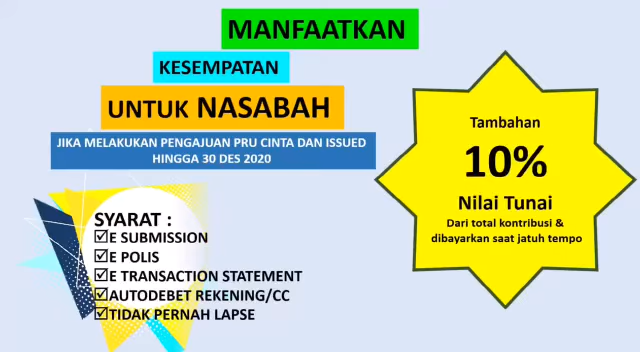 MANFAATKAN
KESEMPATAN
UNTUK NASABAH
JIKA MELAKUKAN PENGAJUAN PRU CINTA DAN ISSUED
HINGGA 30 DES 2020
SYARAT :
☑E SUBMISSION
☑E POLIS
☑E TRANSACTION STATEMENT
☑AUTODEBET REKENING/CC
☑TIDAK PERNAH LAPSE
Tambahan
10%
Nilai Tunai
Dari total kontribusi &
dibayarkan saat jatuh tempo